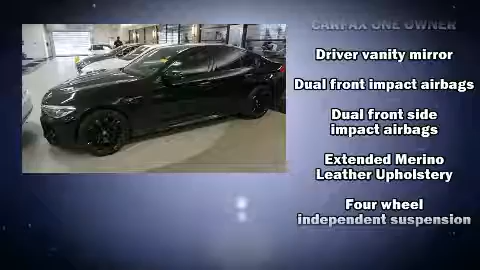 CARFAX ONE OWNER
Driver vanity mirror
Dual front impact airbags
Dual front side
impact airbags
Extended Merino
Leather Upholstery
Four wheel
independent suspension